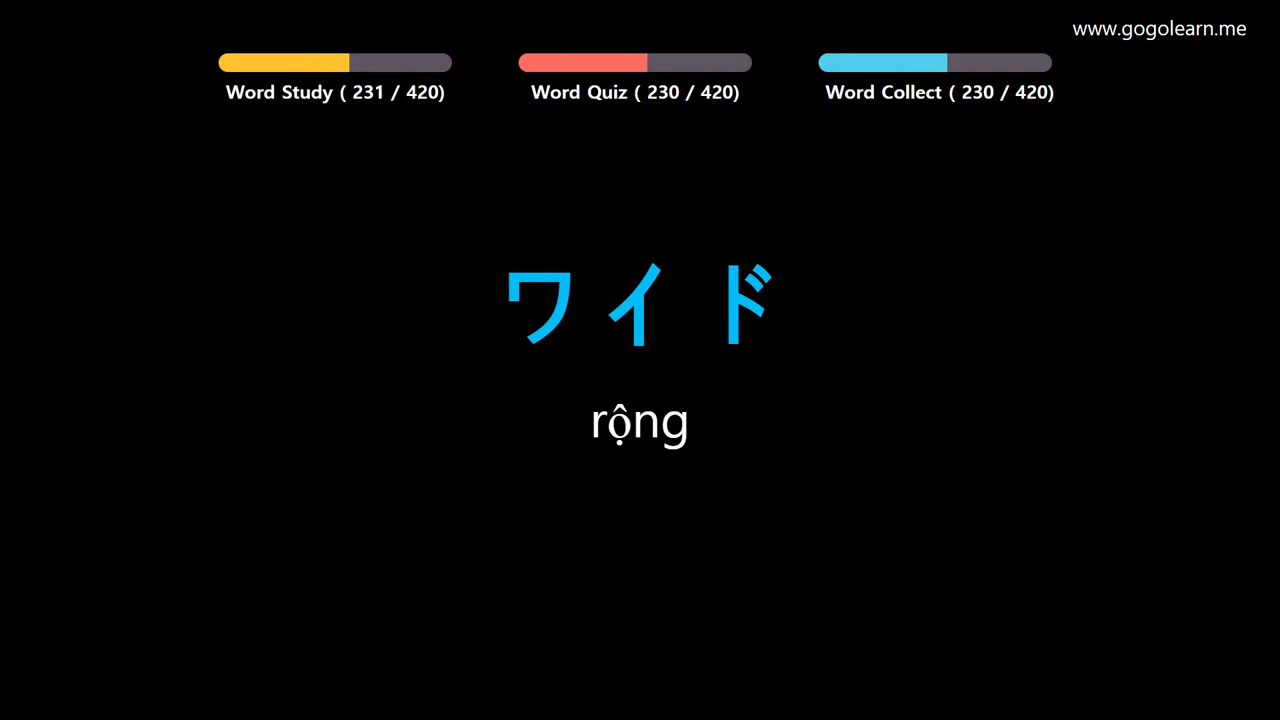 www.gogolearn.me
Word Study ( 231 / 420)
Word Quiz ( 230 / 420)
Word Collect ( 230 / 420)
ワイド
rộng